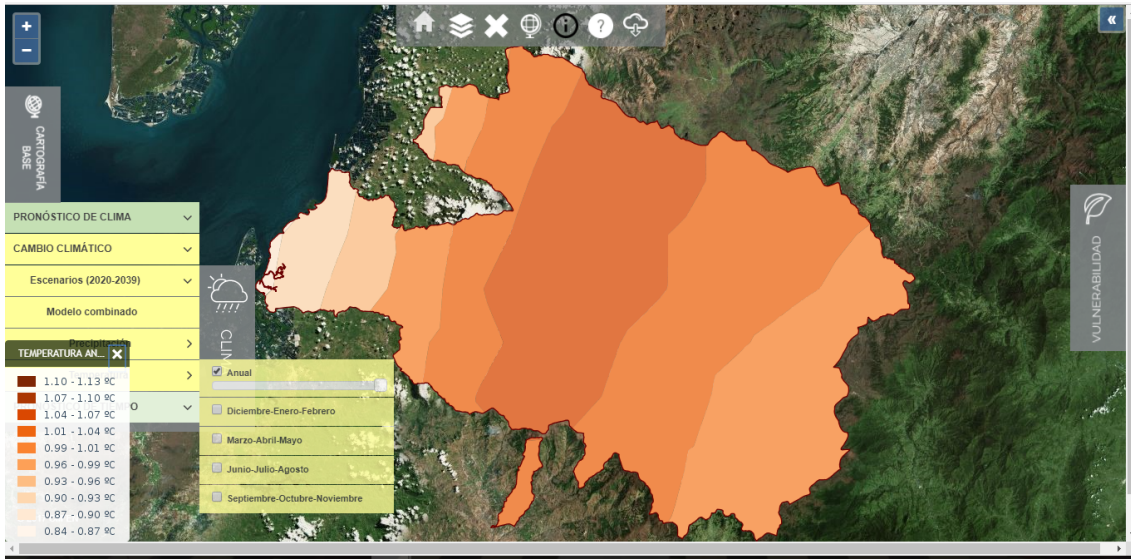 +
−
«
CARTOGRAFÍA
BASE
PRONÓSTICO DE CLIMA
CAMBIO CLIMÁTICO
Escenarios (2020-2039)
Modelo combinado
Precipitación
TEMPERATURA AN...
1.10 - 1.13 ºC
1.07 - 1.10 ºC
1.04 - 1.07 ºC
1.01 - 1.04 ºC
0.99 - 1.01 ºC
0.96 - 0.99 ºC
0.93 - 0.96 ºC
0.90 - 0.93 ºC
0.87 - 0.90 ºC
0.84 - 0.87 ºC
Anual
Diciembre-Enero-Febrero
Marzo-Abril-Mayo
Junio-Julio-Agosto
Septiembre-Octubre-Noviembre
VULNERABILIDAD